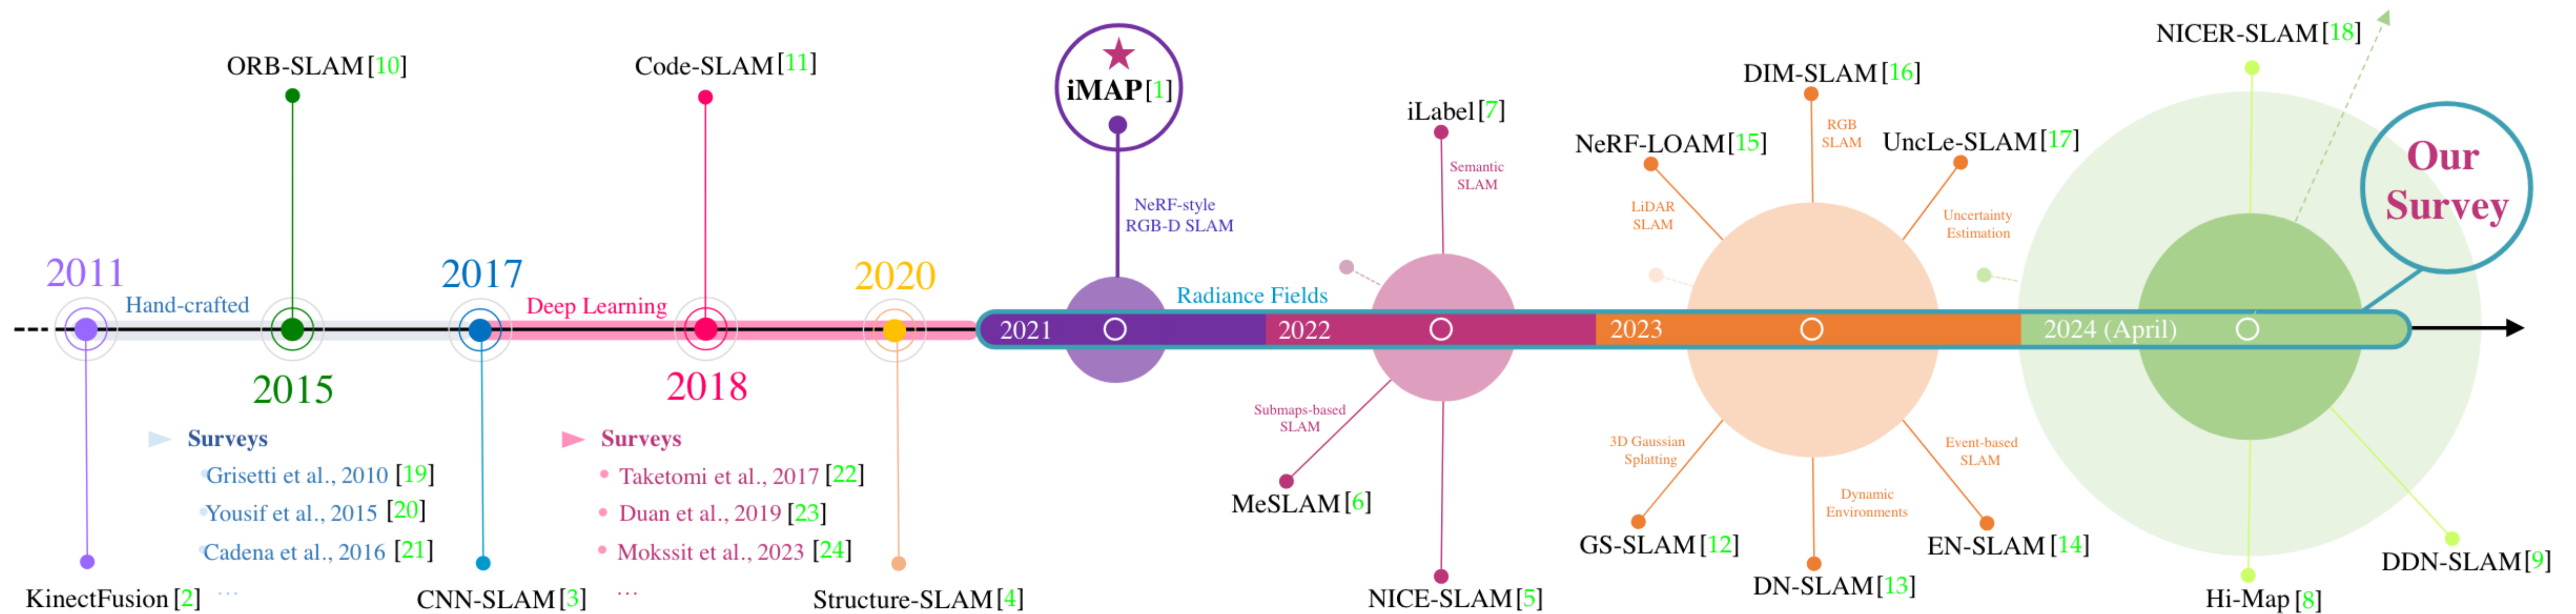 ORB-SLAM[10]
Code-SLAM[11]
iMAP[1]
NeRF-style
RGB-D SLAM
iLabel[7]
Semantic
SLAM
DIM-SLAM[16]
RGB
SLAM
NeRF-LOAM[15]
LiDAR
SLAM
UncLe-SLAM[17]
Uncertainty
Estimation
NICER-SLAM[18]
Our
Survey
2011
Hand-crafted
2015
2017
Deep Learning
2018
2020
Radiance Fields
2021
2022
2023
2024 (April)
Surveys
Grisetti et al., 2010 [19]
Yousif et al., 2015 [20]
Cadena et al., 2016 [21]
...
Surveys
Taketomi et al., 2017 [22]
Duan et al., 2019 [23]
Mokssit et al., 2023 [24]
...
KinectFusion[2]
CNN-SLAM[3]
Structure-SLAM[4]
Submaps-based
SLAM
MeSLAM[6]
NICE-SLAM[5]
3D Gaussian
Splatting
GS-SLAM[12]
Dynamic
Environments
DN-SLAM[13]
Event-based
SLAM
EN-SLAM[14]
Hi-Map[8]
DDN-SLAM[9]